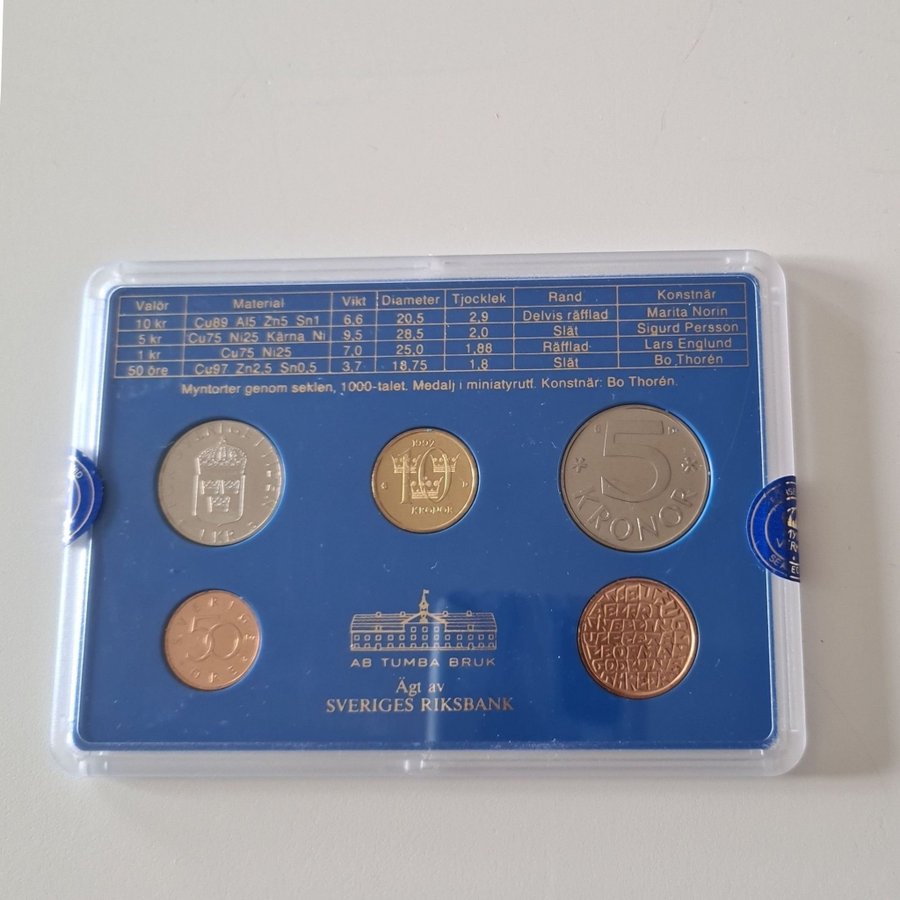 Valör Material Vikt Diameter Tjocklek Rand Konstnär
10 kr Cu89 Al5 Zn5 Sn1 6,6 20,5 2,9 Delvis räfflad Marita Norin
5 kr Cu75 Ni25 Kärna Ni 9,5 28,5 2,0 Slät Sigurd Persson
1 kr Cu75 Ni25 7,0 25,0 1,88 Räfflad Lars Englund
50 öre Cu97 Zn2,5 Sn0,5 3,7 18,75 1,8 Slät Bo Thorén
Myntorter genom seklen, 1000-talet. Medalj i miniatyrutf. Konstnär: Bo Thorén.
1 KR
1992
10
KRONOR
5
KRONOR
50
AB TUMBA BRUK
Ägt av
SVERIGES RIKSBANK